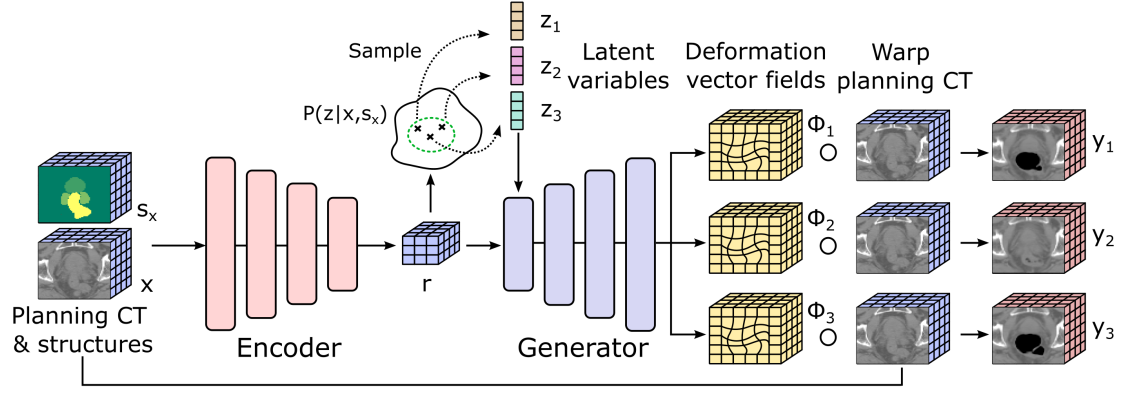 Sample
z1
z2
z3
Latent
variables
Deformation
vector fields
Warp
planning CT
P(z|x,sx)
Φ1
Φ2
Φ3
y1
y2
y3
sx
x
r
Planning CT
& structures
Encoder
Generator